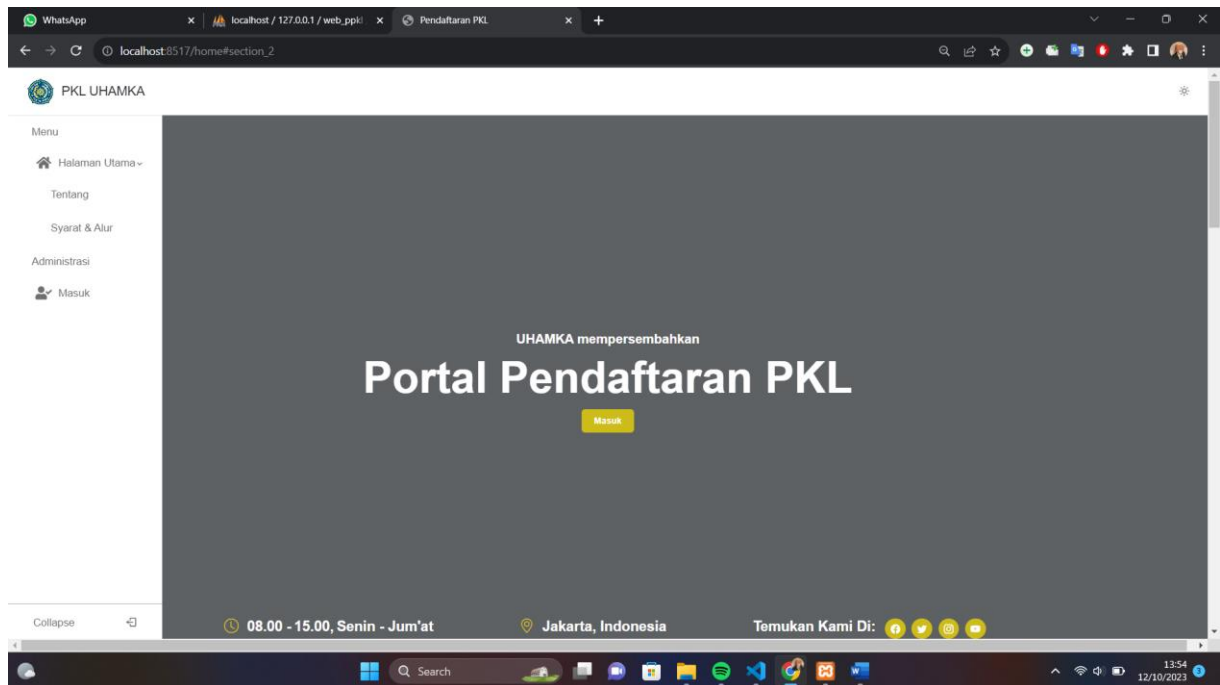 WhatsApp
localhost / 127.0.0.1 / web_ppkl
Pendaftaran PKL
localhost:8517/home#section_2
PKL UHAMKA
Menu
Halaman Utama
Tentang
Syarat & Alur
Administrasi
Masuk
UHAMKA mempersembahkan
Portal Pendaftaran PKL
Masuk
Collapse
08.00 - 15.00, Senin - Jum'at
Jakarta, Indonesia
Temukan Kami Di:
Search
13:54
12/10/2023
3